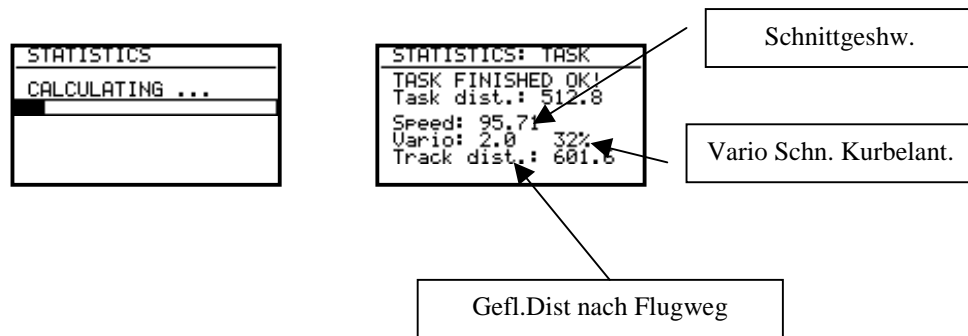 STATISTICS
CALCULATING ...
STATISTICS: TASK
TASK FINISHED OK!
Task dist.: 512.8
Speed: 95.71
Vario: 2.0 32%
Track dist.: 601.6
Schnittgeshw.
Vario Schn. Kurbelant.
Gefl.Dist nach Flugweg